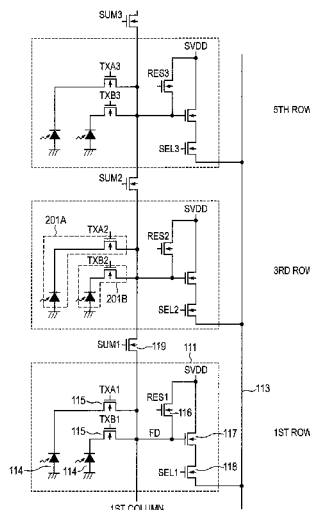 SUM3
SVDD
TXA3
RES3
TXB3
5TH ROW
SEL3
SUM2
SVDD
201A
TXA2
RES2
TXB2
3RD ROW
201B
SEL2
SUM1
119
111
SVDD
113
TXA1
RES1
115
116
TXB1
115
FD
117
1ST ROW
114
114
SEL1
118
1ST COLUMN